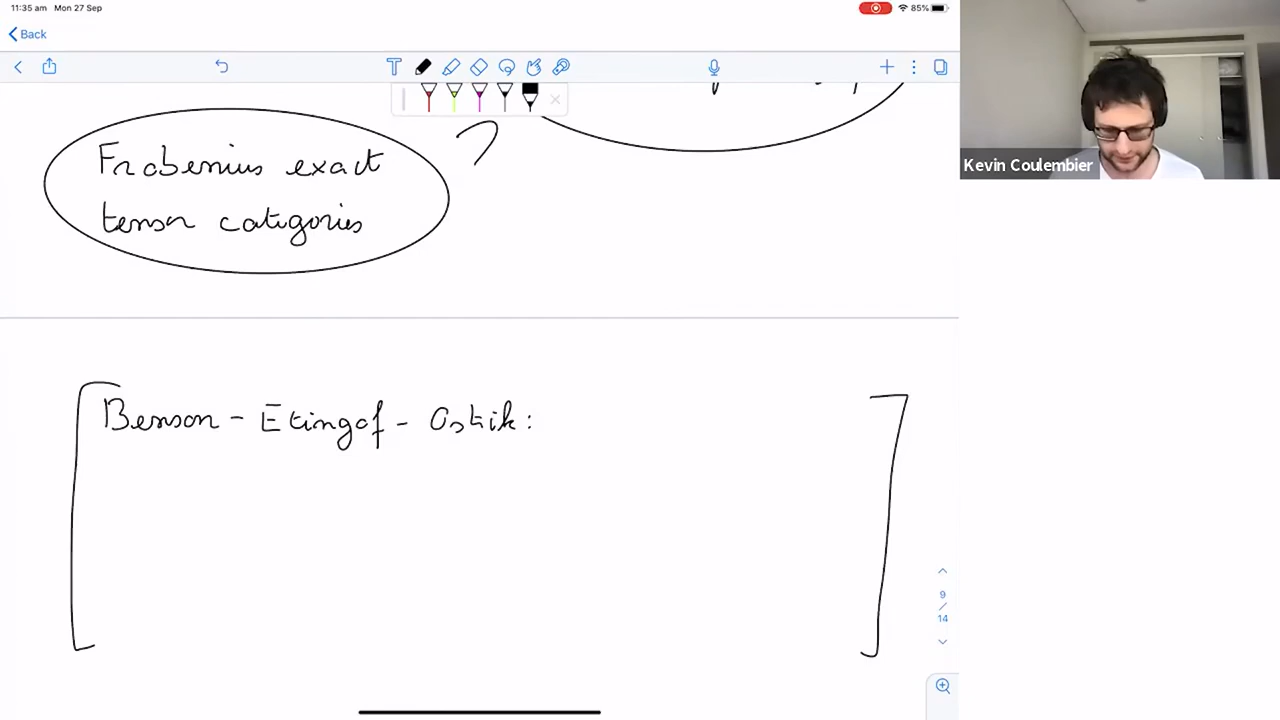 11:35 am Mon 27 Sep
85%
Back
T
?
Frobenius exact
tensor categories
Kevin Coulembier
Benson - Etingof - Ostrik:
9
/
14